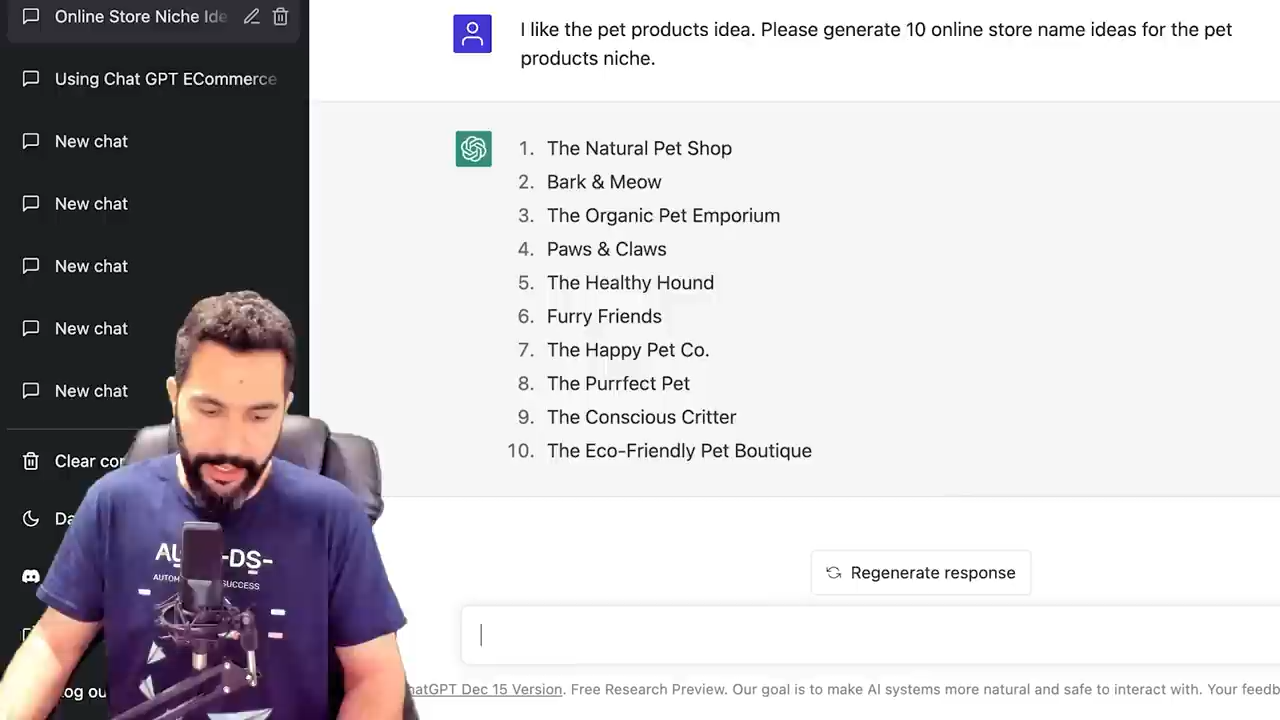 Online Store Niche Ide
Using Chat GPT ECommerce
New chat
New chat
New chat
New chat
New chat
Clear
I like the pet products idea. Please generate 10 online store name ideas for the pet
products niche.
1. The Natural Pet Shop
2. Bark & Meow
3. The Organic Pet Emporium
4. Paws & Claws
5. The Healthy Hound
6. Furry Friends
7. The Happy Pet Co.
8. The Purrfect Pet
9. The Conscious Critter
10. The Eco-Friendly Pet Boutique
Regenerate response
hatGPT Dec 15 Version. Free Research Preview. Our goal is to make AI systems more natural and safe to interact with. Your feedb
-DS-
SUCCESS